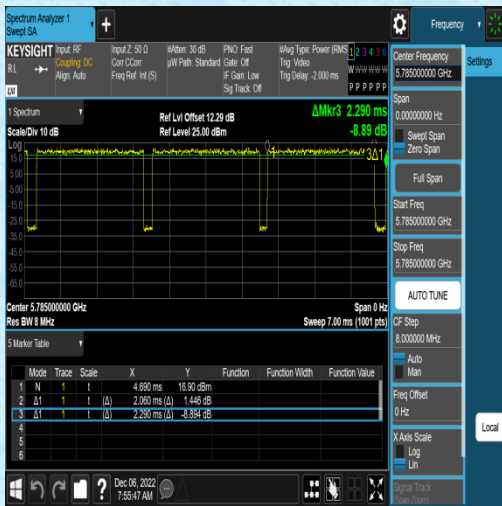 Spectrum Analyzer 1
Swept SA
Frequency
KEYSIGHT
Input: RF
Coupling: DC
Align: Auto
Input Z: 50 Ω
Corr CCorr
Freq Ref: Int (S)
#Atten: 30 dB
µW Path: Standard
PNO: Fast
Gate: Off
IF Gain: Low
Sig Track: Off
#Avg Type: Power (RMS
Trig: Video
Trig Delay -2.000 ms
1 2 3 4 5 6
W W W W W W
P P P P P P
R L
LXI
1 Spectrum
Scale/Div 10 dB
Log
Ref Lvl Offset 12.29 dB
Ref Level 25.00 dBm
ΔMkr3 2.290 ms
-8.89 dB
15.0
5.00
-5.00
-15.0
-25.0
-35.0
-45.0
-55.0
-65.0
3Δ1
Center 5.785000000 GHz
Res BW 8 MHz
Span 0 Hz
Sweep 7.00 ms (1001 pts)
5 Marker Table
Mode Trace Scale X Y Function Function Width Function Value
1 N 1 t 4.690 ms 16.90 dBm
2 Δ1 1 t (Δ) 2.060 ms (Δ) 1.446 dB
3 Δ1 1 t (Δ) 2.290 ms (Δ) -8.894 dB
4
5
6
Dec 06, 2022
7:55:47 AM
Center Frequency
5.785000000 GHz
Settings
Span
0.00000000 Hz
Swept Span
Zero Span
Full Span
Start Freq
5.785000000 GHz
Stop Freq
5.785000000 GHz
AUTO TUNE
CF Step
8.000000 MHz
Auto
Man
Freq Offset
0 Hz
X Axis Scale
Log
Lin
Local
Signal Track
(Span Zoom)